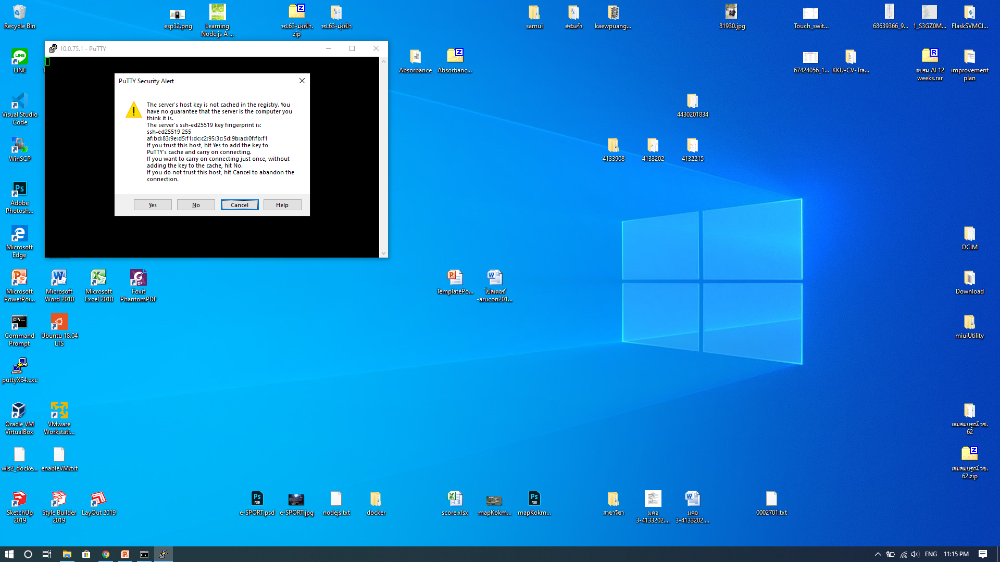 Recycle Bin
esp32.png
Learning
Node.js A ...
วช.63-มุ่งเป้า.
zip
วช.63-มุ่งเป้า
samui
สระแก้ว
kaewpuang...
81930.jpg
Touch_swit...
68639366_9...
1_S3GZ0M...
FlaskSVMCl...
10.0.75.1 - PuTTY
LINE
Absorbance
Absorbanc...
67424056_1...
KKU-CV-Tra...
อบรม AI 12
weeks.rar
improvement
plan
PuTTY Security Alert
The server's host key is not cached in the registry. You
have no guarantee that the server is the computer you
think it is.
The server's ssh-ed25519 key fingerprint is:
ssh-ed25519 255
af:bd:83:9e:d5:f1:dc:c2:95:3c:5d:9b:ad:0f:fb:f1
If you trust this host, hit Yes to add the key to
PuTTY's cache and carry on connecting.
If you want to carry on connecting just once, without
adding the key to the cache, hit No.
If you do not trust this host, hit Cancel to abandon the
connection.
Yes
No
Cancel
Help
Visual Studio
Code
4430201834
WinSCP
4133908
4133202
4132215
Adobe
Photosh...
Microsoft
Edge
DCIM
Microsoft
PowerPoi...
Microsoft
Word 2010
Microsoft
Excel 2010
Foxit
PhantomPDF
TemplatePo...
โปสเตอร์
-arucon201...
Download
Command
Prompt
Ubuntu 18.04
LTS
miuiUtility
puttyX64.exe
Oracle VM
VirtualBox
VMware
Workstati...
เล่มสมบรูณ์ วช.
62
wls2_docke...
enableVM.txt
เล่มสมบรูณ์ วช.
62.zip
SketchUp
2019
Style Builder
2019
LayOut 2019
e-SPORT.psd
e-SPORT.jpg
nodejs.txt
docker
score.xlsx
mapKokm...
mapKokm...
สาขาวิชา
มคอ
3-4133202....
มคอ
3-4133202....
0002701.txt
ENG
11:15 PM